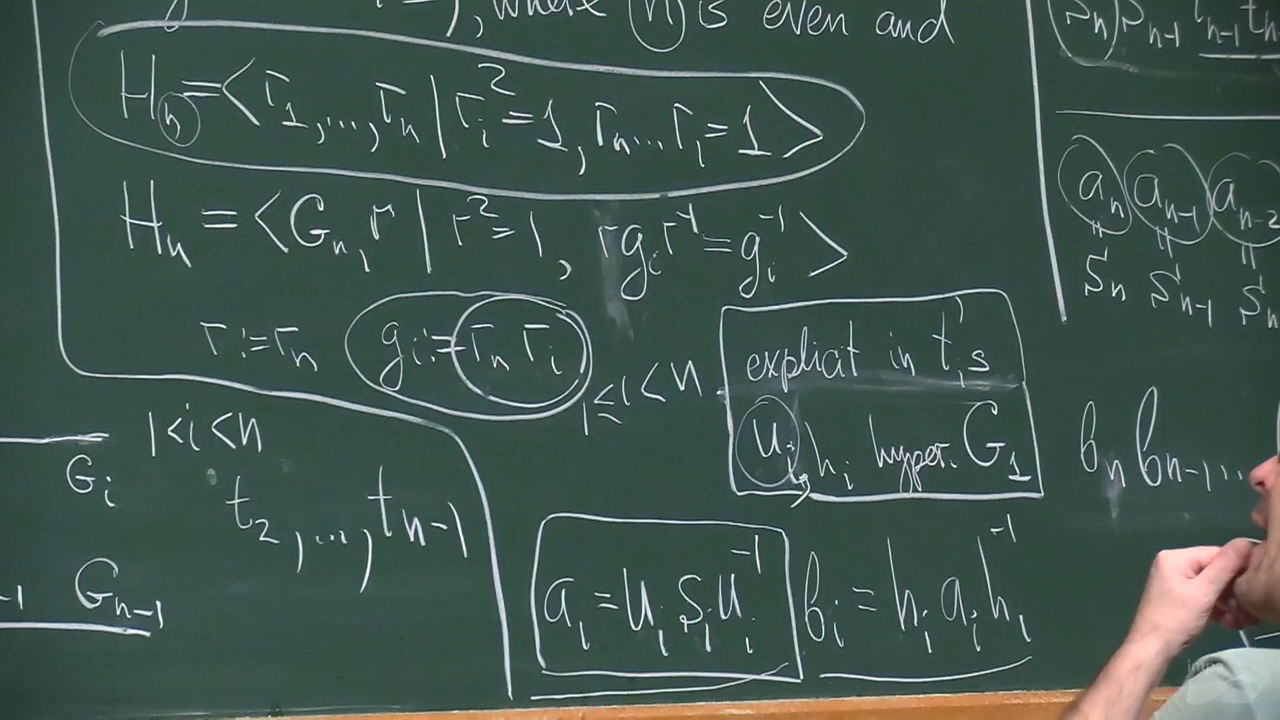 , where n is even and
H_n = < r_1, ..., r_n | r_i^2 = 1, r_n ... r_1 = 1 >
H_n = < G_n, r | r^2 = 1, r g_i r^{-1} = g_i^{-1} >
r := r_n g_i := r_n r_i 1 ≤ i < n
explicit in t_i's
u_i, h_i hyper. G_1
1 < i < n
G_i
t_2, ..., t_{n-1}
G_{n-1}
a_i = u_i s_i u_i^{-1} b_i = h_i a_i h_i^{-1}
s_n s_{n-1} t_{n-1} t_n
a_n a_{n-1} a_{n-2}
= = =
s_n s_{n-1} s_n
b_n b_{n-1} ...